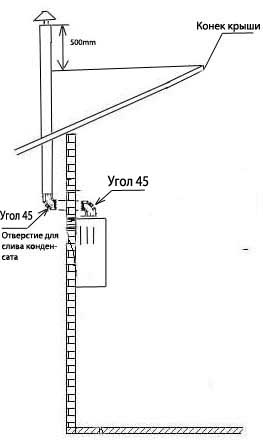 Конек крыши
500mm
Угол 45
Угол 45
Отверстие для
слива конден-
сата